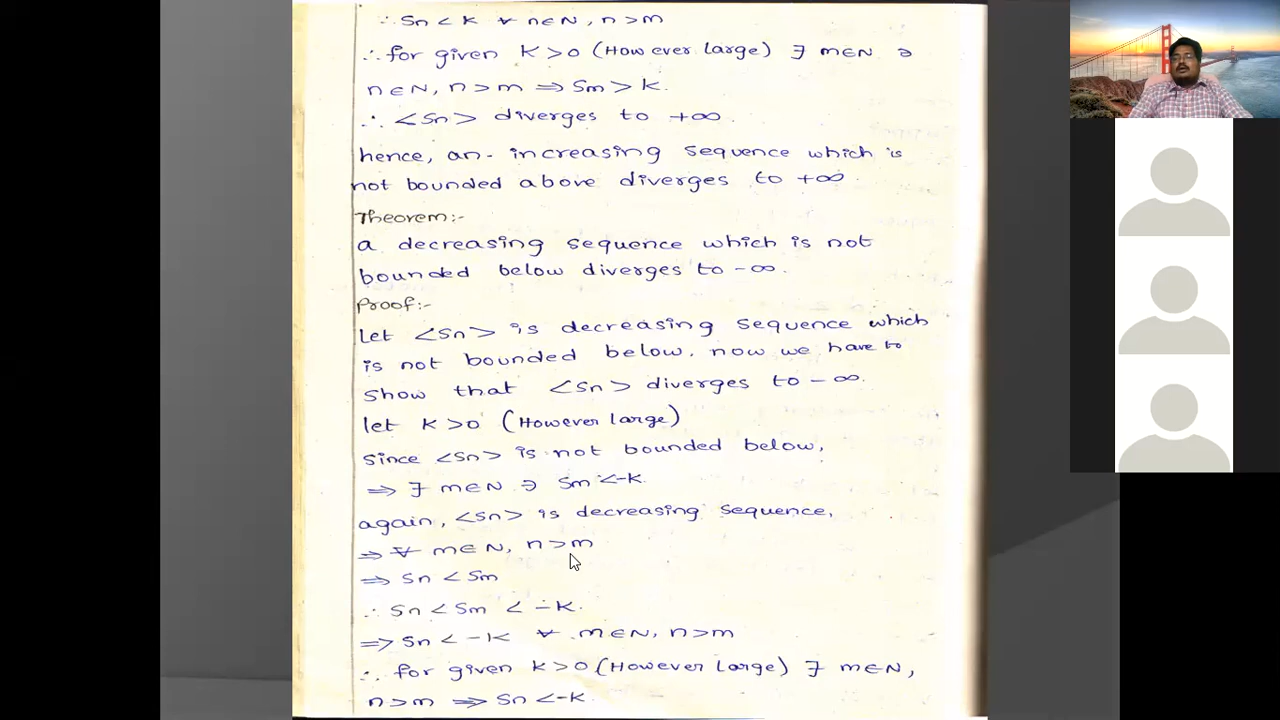 ∴ Sn < K ∀ n∈N, n>m
∴ for given K>0 (However large) ∃ m∈N ∋
n∈N, n>m ⇒ Sm > K.
∴ <Sn> diverges to +∞.
hence, an increasing sequence which is
not bounded above diverges to +∞.
Theorem:-
a decreasing sequence which is not
bounded below diverges to -∞.
Proof:-
let <Sn> is decreasing sequence which
is not bounded below. now we have to
show that <Sn> diverges to -∞.
let K>0 (However large)
since <Sn> is not bounded below,
⇒ ∃ m∈N ∋ Sm <-K.
again, <Sn> is decreasing sequence,
⇒ ∀ m∈N, n>m
⇒ Sn < Sm
∴ Sn < Sm < -K.
⇒ Sn < -K ∀ m∈N, n>m
∴ for given K>0 (However large) ∃ m∈N,
n>m ⇒ Sn <-K.